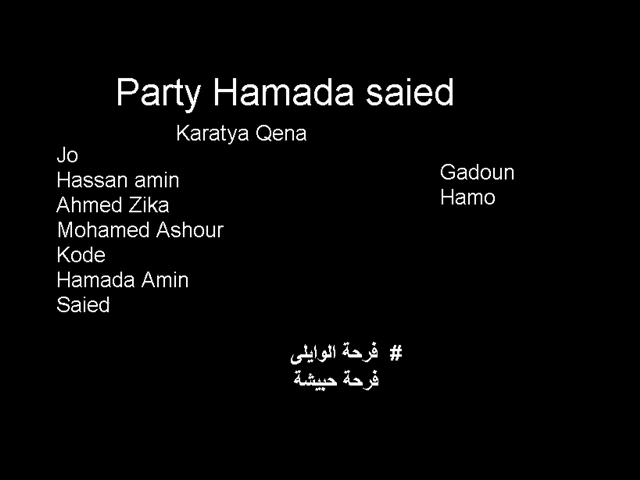 Party Hamada saied
Karatya Qena
Jo
Hassan amin
Ahmed Zika
Mohamed Ashour
Kode
Hamada Amin
Saied
Gadoun
Hamo
# فرحة الوايلى
فرحة حبيشة